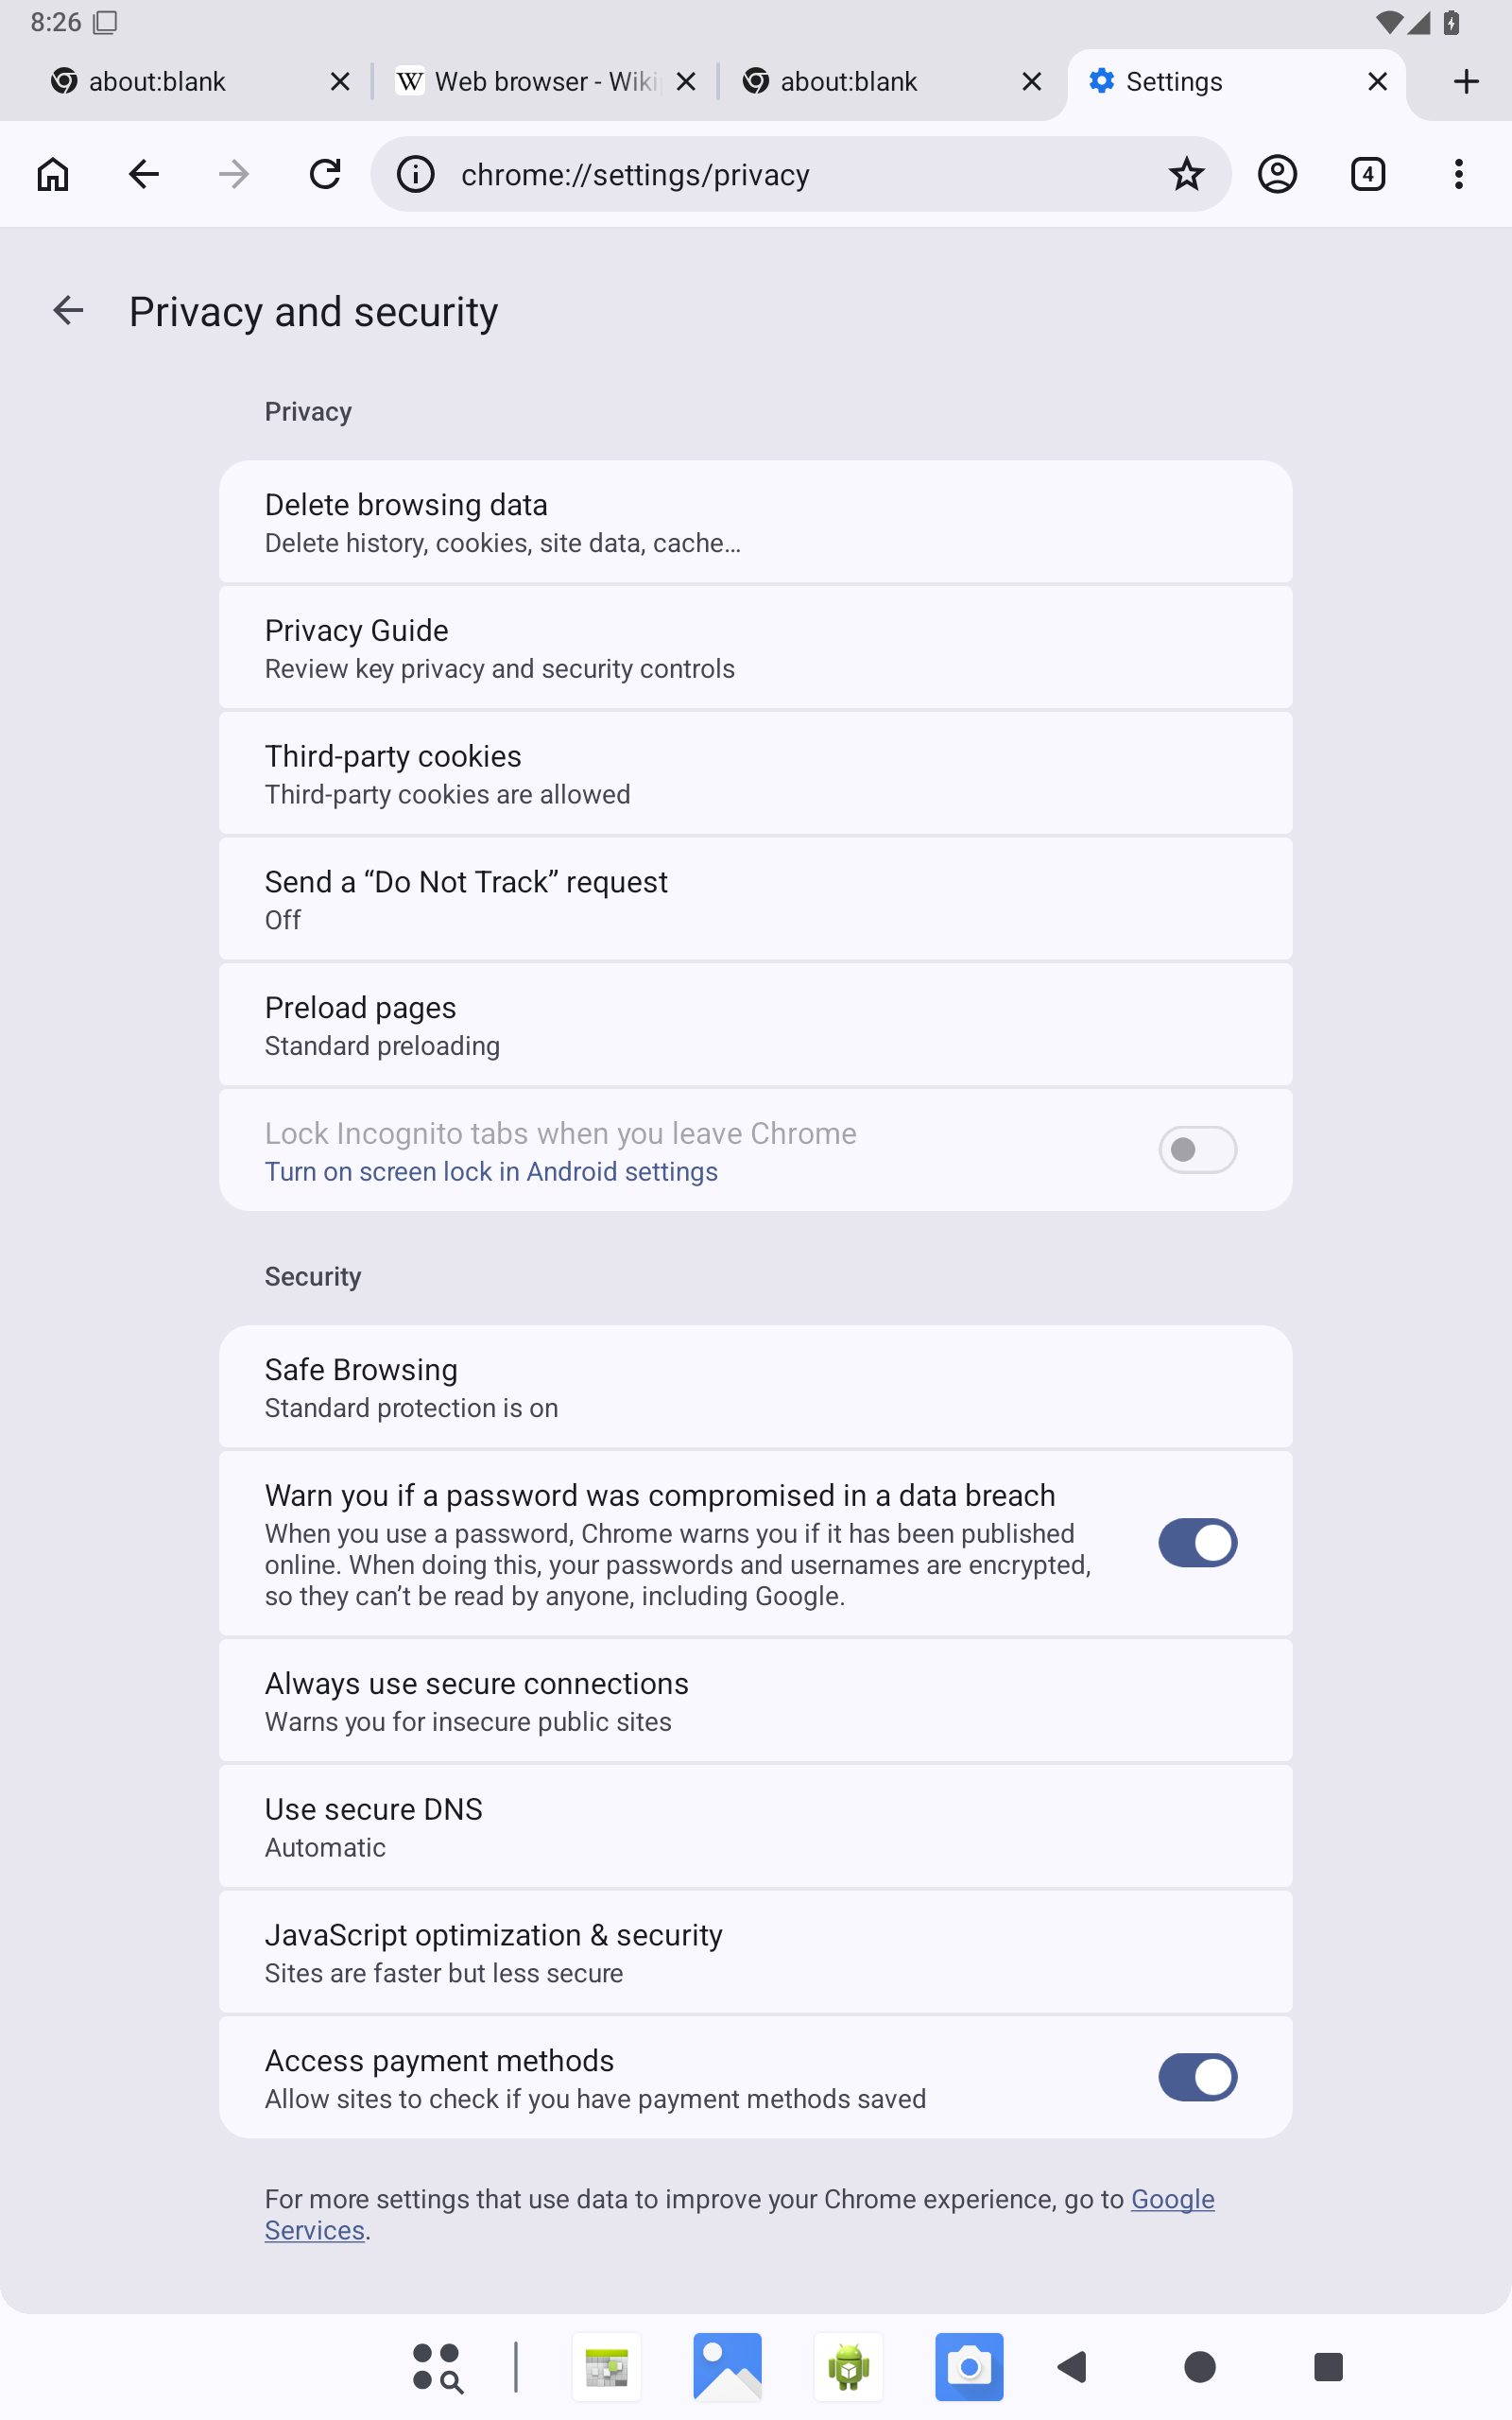 8:26
about:blank
Web browser - Wiki
about:blank
Settings
chrome://settings/privacy
4
Privacy and security
Privacy
Delete browsing data
Delete history, cookies, site data, cache…
Privacy Guide
Review key privacy and security controls
Third-party cookies
Third-party cookies are allowed
Send a “Do Not Track” request
Off
Preload pages
Standard preloading
Lock Incognito tabs when you leave Chrome
Turn on screen lock in Android settings
Security
Safe Browsing
Standard protection is on
Warn you if a password was compromised in a data breach
When you use a password, Chrome warns you if it has been published
online. When doing this, your passwords and usernames are encrypted,
so they can’t be read by anyone, including Google.
Always use secure connections
Warns you for insecure public sites
Use secure DNS
Automatic
JavaScript optimization & security
Sites are faster but less secure
Access payment methods
Allow sites to check if you have payment methods saved
For more settings that use data to improve your Chrome experience, go to Google
Services.